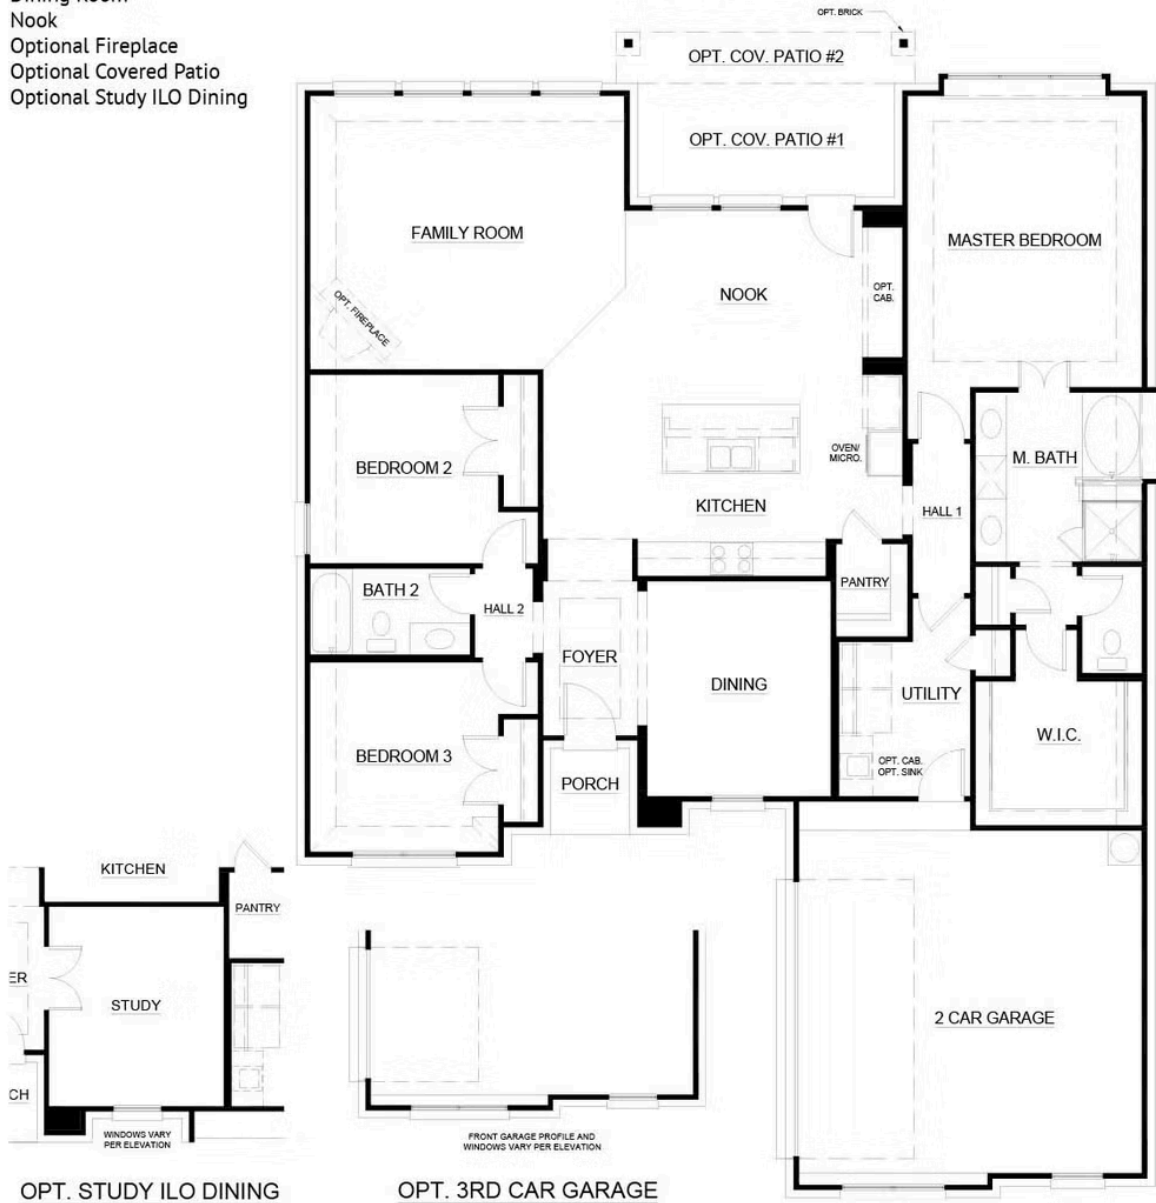 Dining Room
Nook
Optional Fireplace
Optional Covered Patio
Optional Study ILO Dining
OPT. BRICK
OPT. COV. PATIO #2
OPT. COV. PATIO #1
FAMILY ROOM
MASTER BEDROOM
NOOK
OPT.
CAB.
OPT. FIREPLACE
BEDROOM 2
OVEN/
MICRO.
M. BATH
KITCHEN
HALL 1
BATH 2
HALL 2
PANTRY
FOYER
DINING
UTILITY
BEDROOM 3
PORCH
OPT. CAB.
OPT. SINK
W.I.C.
KITCHEN
PANTRY
ER
STUDY
CH
WINDOWS VARY
PER ELEVATION
OPT. STUDY ILO DINING
2 CAR GARAGE
FRONT GARAGE PROFILE AND
WINDOWS VARY PER ELEVATION
OPT. 3RD CAR GARAGE